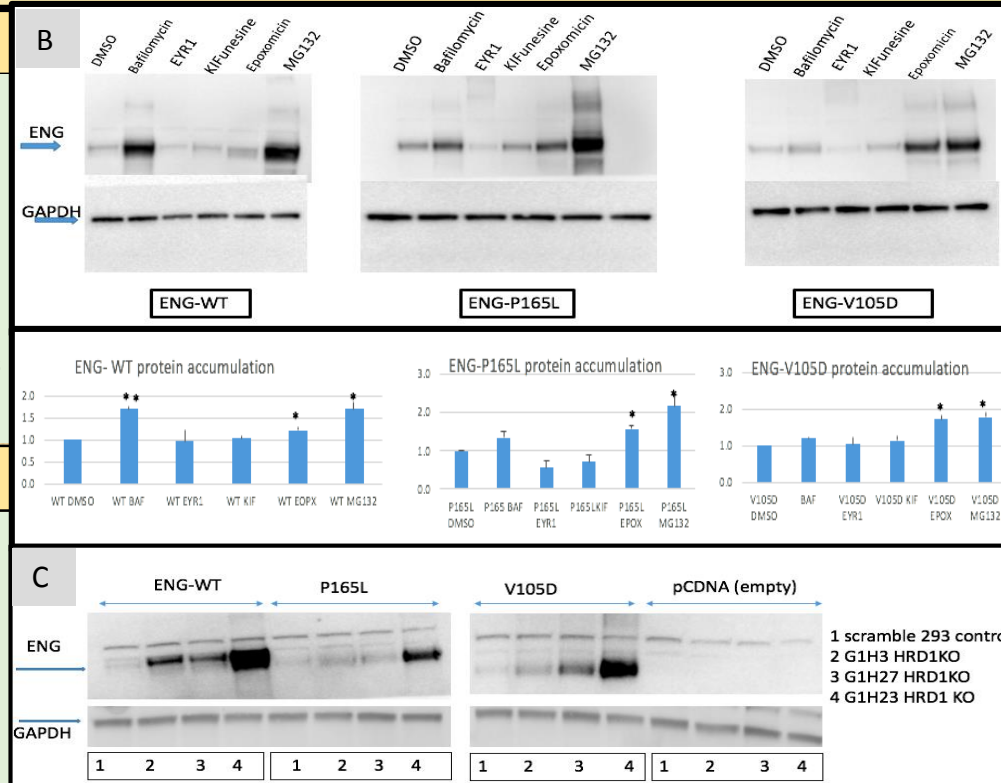 B
DMSO Bafilomycin EYR1 KIFunesine Epoxomicin MG132
DMSO Bafilomycin EYR1 KIFunesine Epoxomicin MG132
DMSO Bafilomycin EYR1 KIFunesine Epoxomicin MG132
ENG
GAPDH
ENG-WT
ENG-P165L
ENG-V105D
ENG- WT protein accumulation
2.0
1.5
1.0
0.5
0.0
** * *
WT DMSO WT BAF WT EYR1 WT KIF WT EOPX WT MG132
ENG-P165L protein accumulation
3.0
2.0
1.0
0.0
* *
P165L DMSO P165 BAF P165L EYR1 P165LKIF P165L EPOX P165L MG132
ENG-V105D protein accumulation
3.0
2.0
1.0
0.0
* *
V105D DMSO BAF V105D EYR1 V105D KIF V105D EPOX V105D MG132
C
ENG-WT P165L V105D pCDNA (empty)
ENG
GAPDH
1 2 3 4 1 2 3 4 1 2 3 4 1 2 3 4
1 scramble 293 contro
2 G1H3 HRD1KO
3 G1H27 HRD1KO
4 G1H23 HRD1 KO